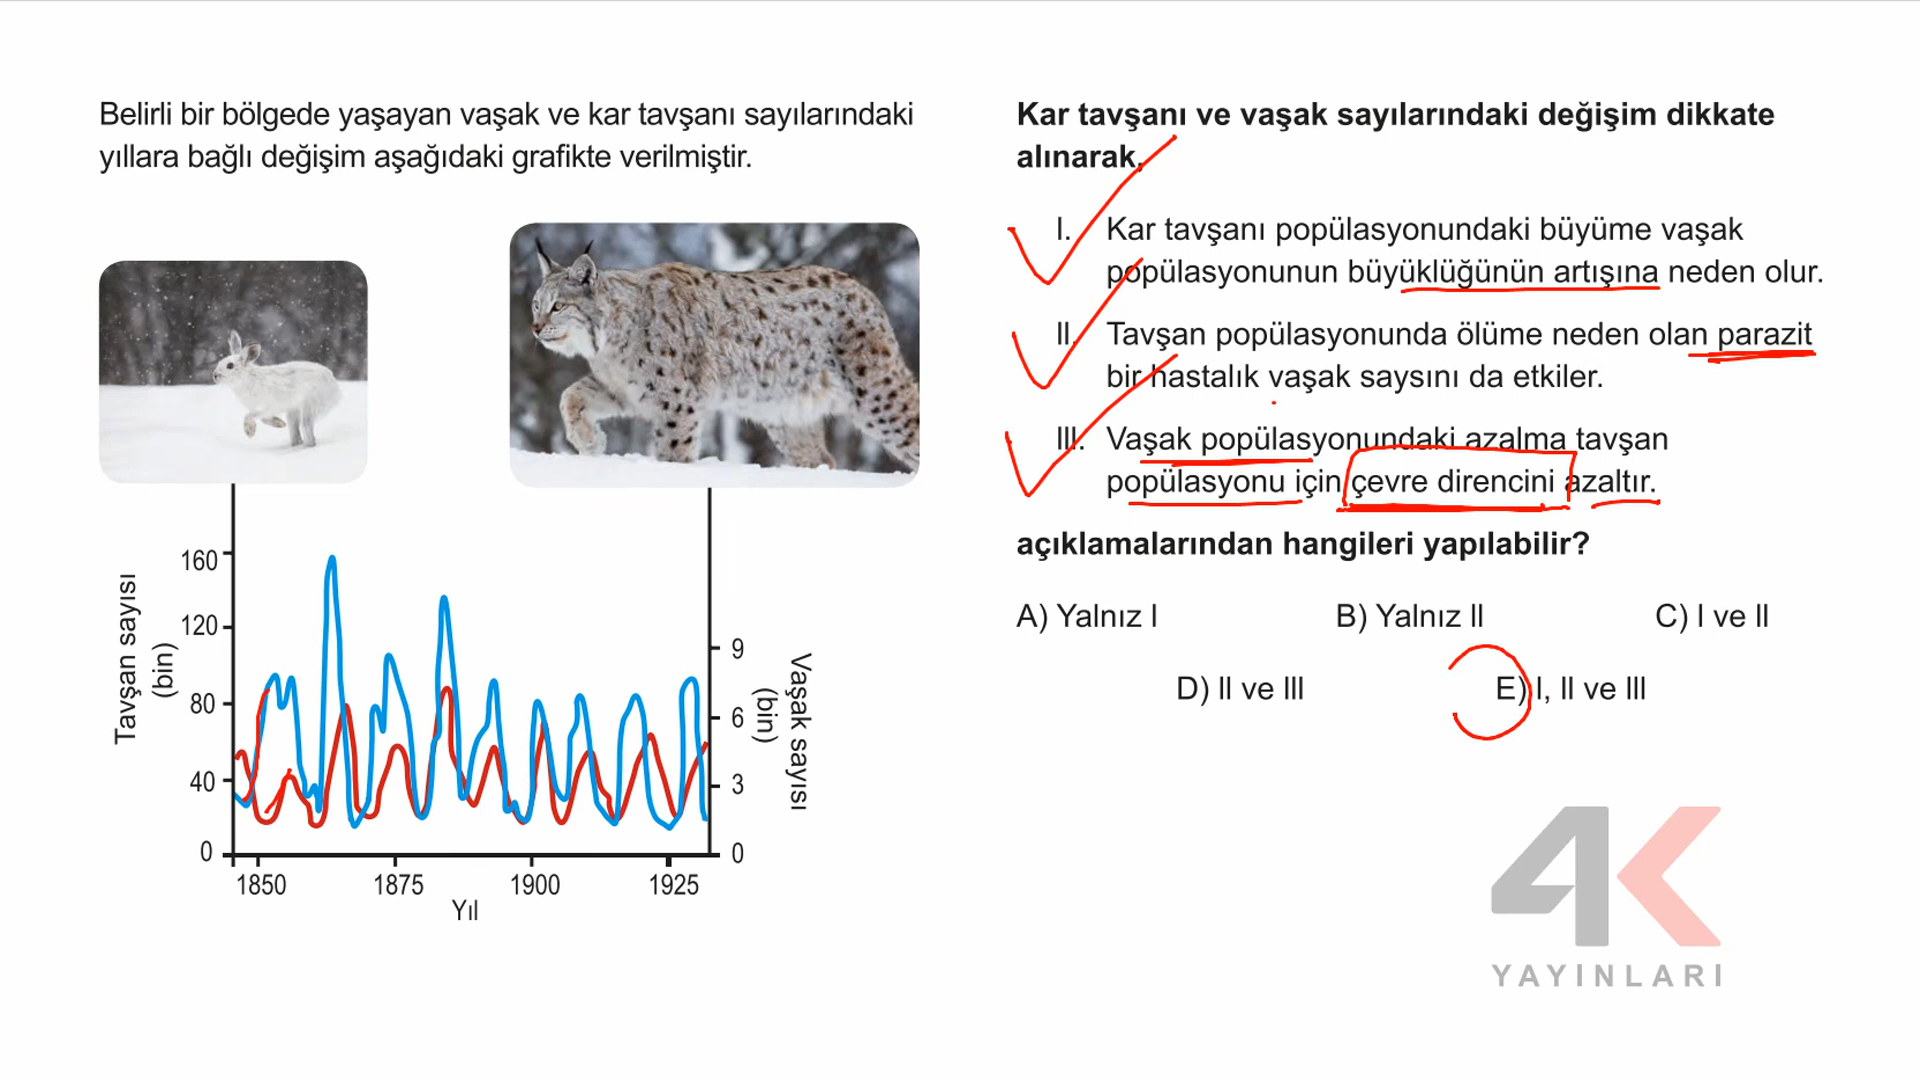 Belirli bir bölgede yaşayan vaşak ve kar tavşanı sayılarındaki
yıllara bağlı değişim aşağıdaki grafikte verilmiştir.
Tavşan sayısı
(bin)
160
120
80
40
0
9
6
3
0
Vaşak sayısı
(bin)
1850
1875
1900
1925
Yıl
Kar tavşanı ve vaşak sayılarındaki değişim dikkate
alınarak,
I. Kar tavşanı popülasyonundaki büyüme vaşak
popülasyonunun büyüklüğünün artışına neden olur.
II. Tavşan popülasyonunda ölüme neden olan parazit
bir hastalık vaşak saysını da etkiler.
III. Vaşak popülasyonundaki azalma tavşan
popülasyonu için çevre direncini azaltır.
açıklamalarından hangileri yapılabilir?
A) Yalnız I B) Yalnız II C) I ve II
D) II ve III E) I, II ve III
4K
YAYINLARI